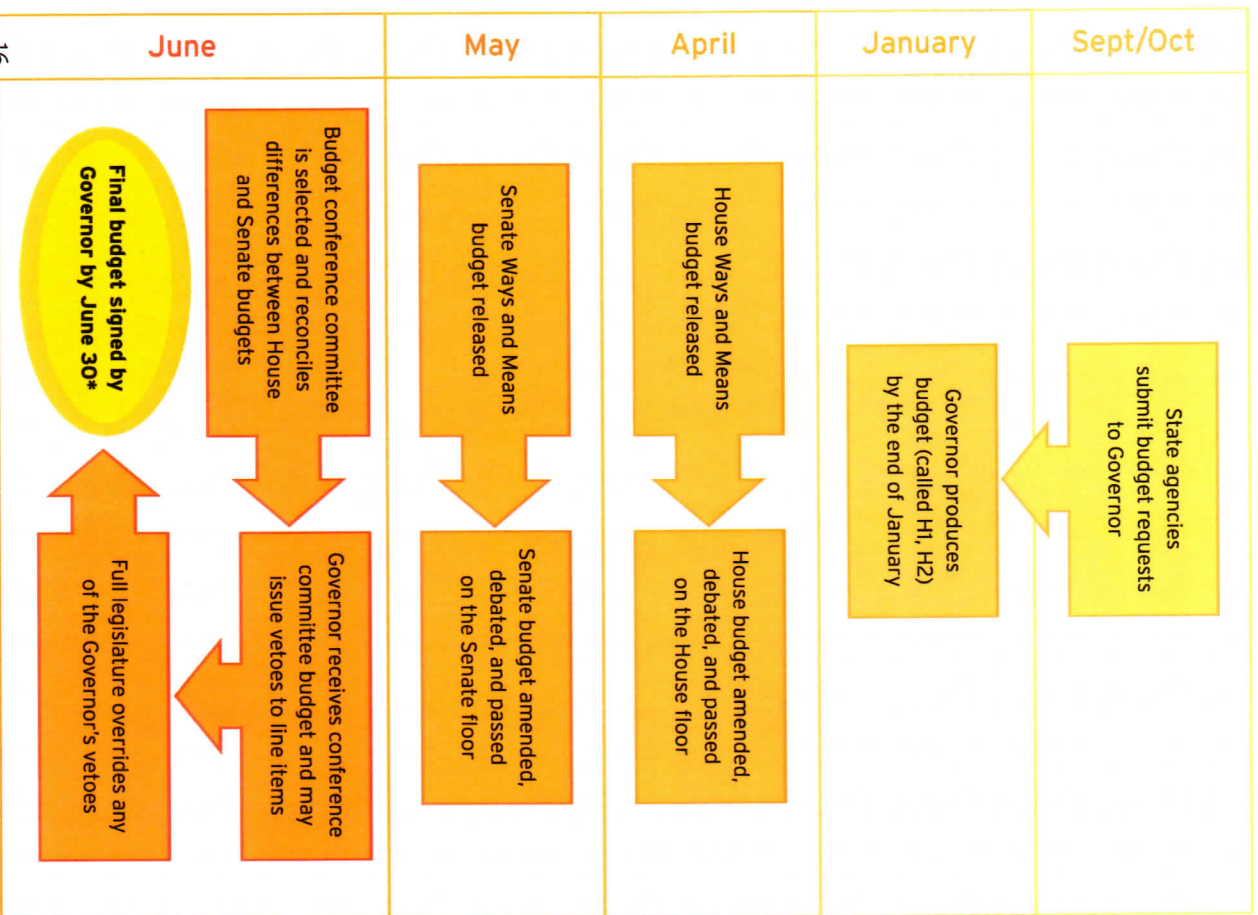 Sept/Oct
State agencies
submit budget requests
to Governor
January
Governor produces
budget (called H1, H2)
by the end of January
April
House Ways and Means
budget released
House budget amended,
debated, and passed
on the House floor
May
Senate Ways and Means
budget released
Senate budget amended,
debated, and passed
on the Senate floor
June
Budget conference committee
is selected and reconciles
differences between House
and Senate budgets
Governor receives conference
committee budget and may
issue vetoes to line items
Full legislature overrides any
of the Governor's vetoes
Final budget signed by
Governor by June 30*
16